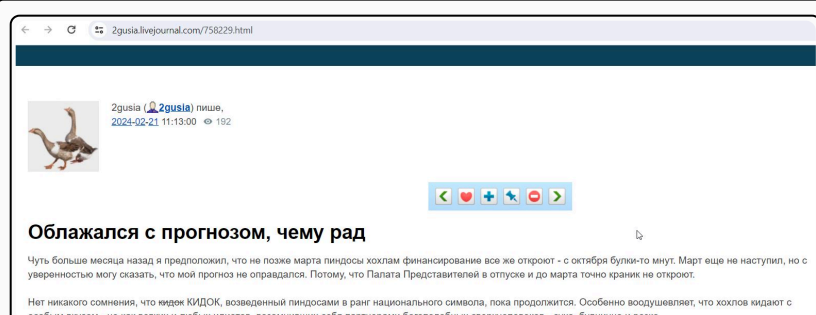 2gusia.livejournal.com/758229.html
2gusia (2gusia) пише,
2024-02-21 11:13:00 192
Облажался с прогнозом, чему рад
Чуть больше месяца назад я предположил, что не позже марта пиндосы хохлам финансирование все же откроют - с октября булки-то мнут. Март еще не наступил, но с
уверенностью могу сказать, что мой прогноз не оправдался. Потому, что Палата Представителей в отпуске и до марта точно краник не откроют.
Нет никакого сомнения, что кидок КИДОК, возведенный пиндосами в ранг национального символа, пока продолжится. Особенно воодушевляет, что хохлов кидают с